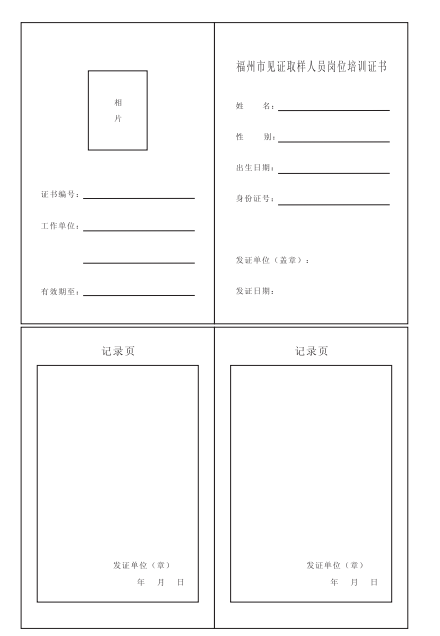 相
片
证书编号：
工作单位：
有效期至：
福州市见证取样人员岗位培训证书
姓 名：
性 别：
出生日期：
身份证号：
发证单位（盖章）：
发证日期：
记录页
发证单位（章）
年 月 日
记录页
发证单位（章）
年 月 日